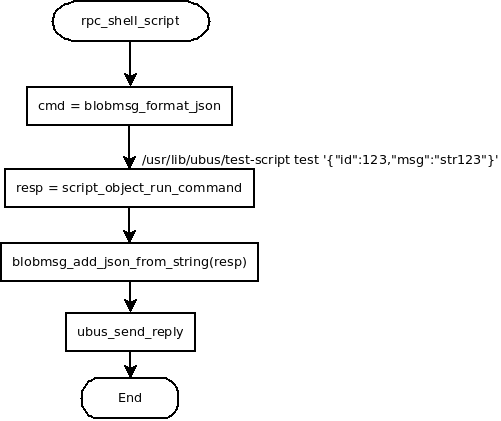 rpc_shell_script
cmd = blobmsg_format_json
/usr/lib/ubus/test-script test '{"id":123,"msg":"str123"}'
resp = script_object_run_command
blobmsg_add_json_from_string(resp)
ubus_send_reply
End